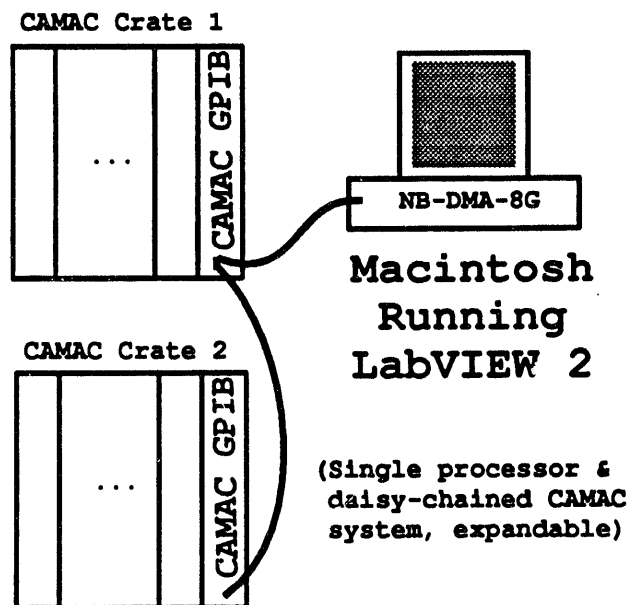 CAMAC Crate 1
...
CAMAC GPIB
NB-DMA-8G
Macintosh
Running
LabVIEW 2
CAMAC Crate 2
...
CAMAC GPIB
(Single processor &
daisy-chained CAMAC
system, expandable)